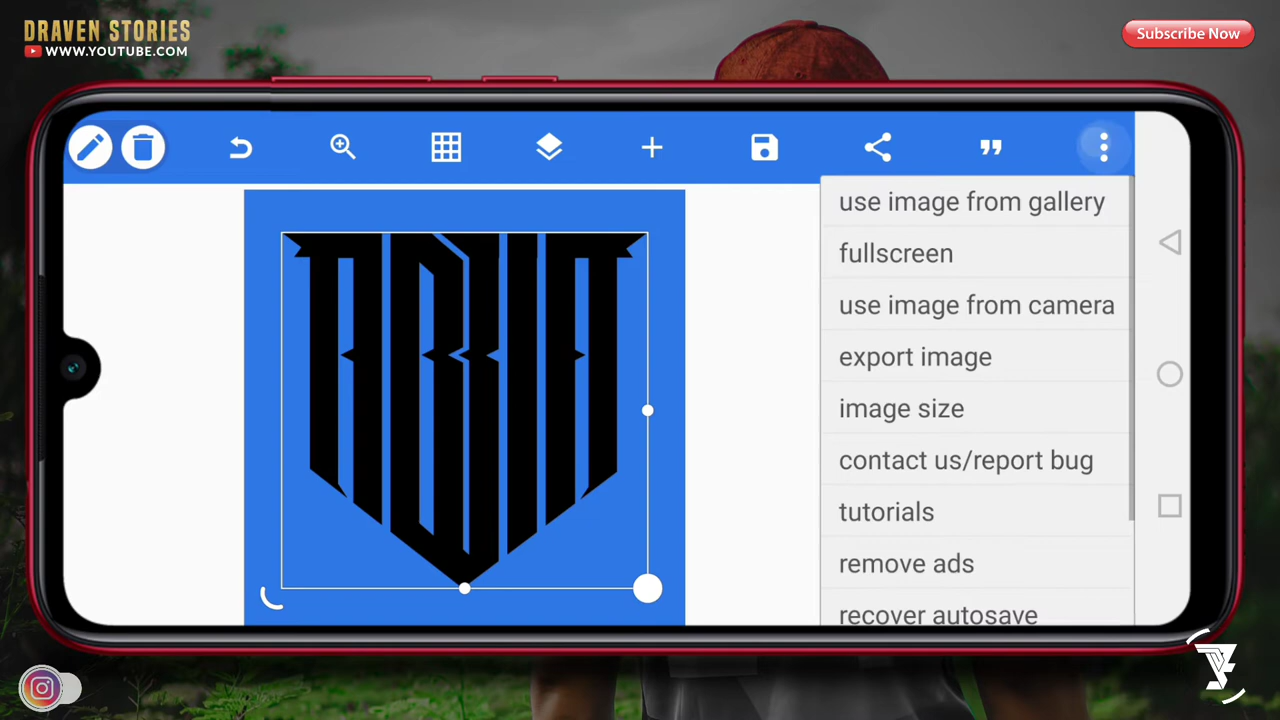 DRAVEN STORIES
WWW.YOUTUBE.COM
Subscribe Now
use image from gallery
fullscreen
use image from camera
export image
image size
contact us/report bug
tutorials
remove ads
recover autosave